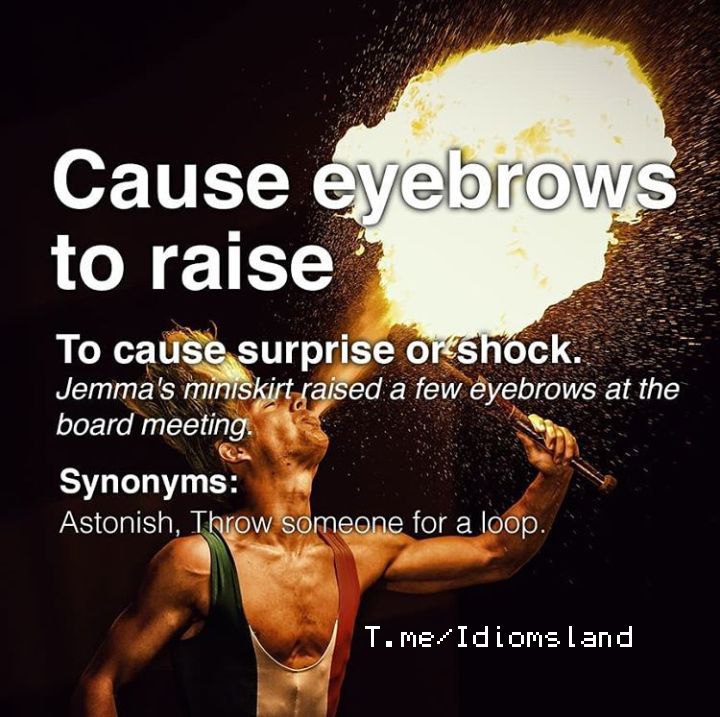 Cause eyebrows
to raise
To cause surprise or shock.
Jemma's miniskirt raised a few eyebrows at the
board meeting.
Synonyms:
Astonish, Throw someone for a loop.
T.me/Idiomsland